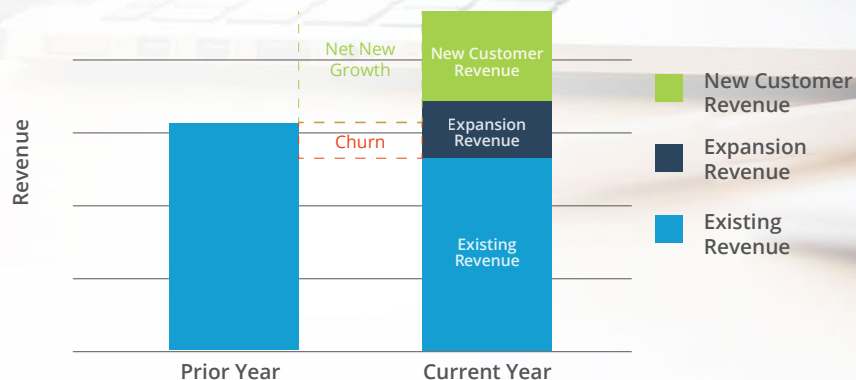 Revenue
Net New
Growth
Churn
New Customer
Revenue
Expansion
Revenue
Existing
Revenue
New Customer
Revenue
Expansion
Revenue
Existing
Revenue
Prior Year
Current Year